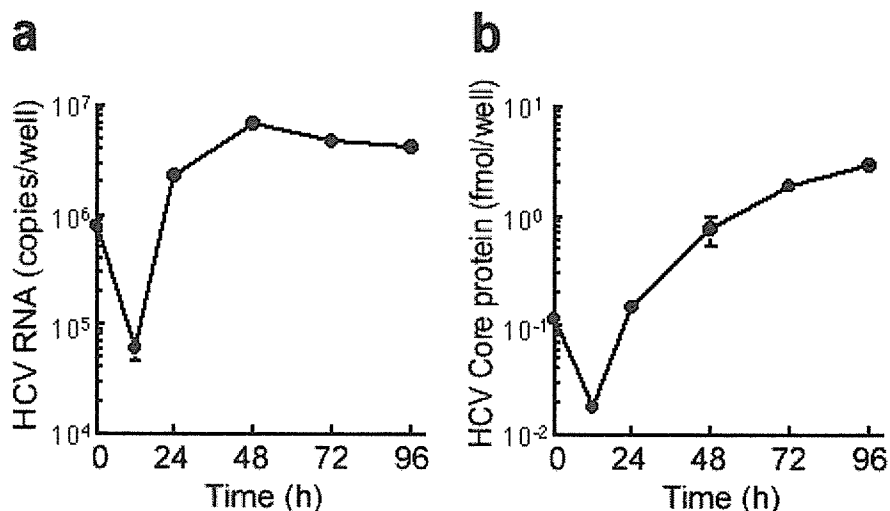 a
HCV RNA (copies/well)
10^7
10^6
10^5
10^4
0 24 48 72 96
Time (h)
b
HCV Core protein (fmol/well)
10^1
10^0
10^-1
10^-2
0 24 48 72 96
Time (h)